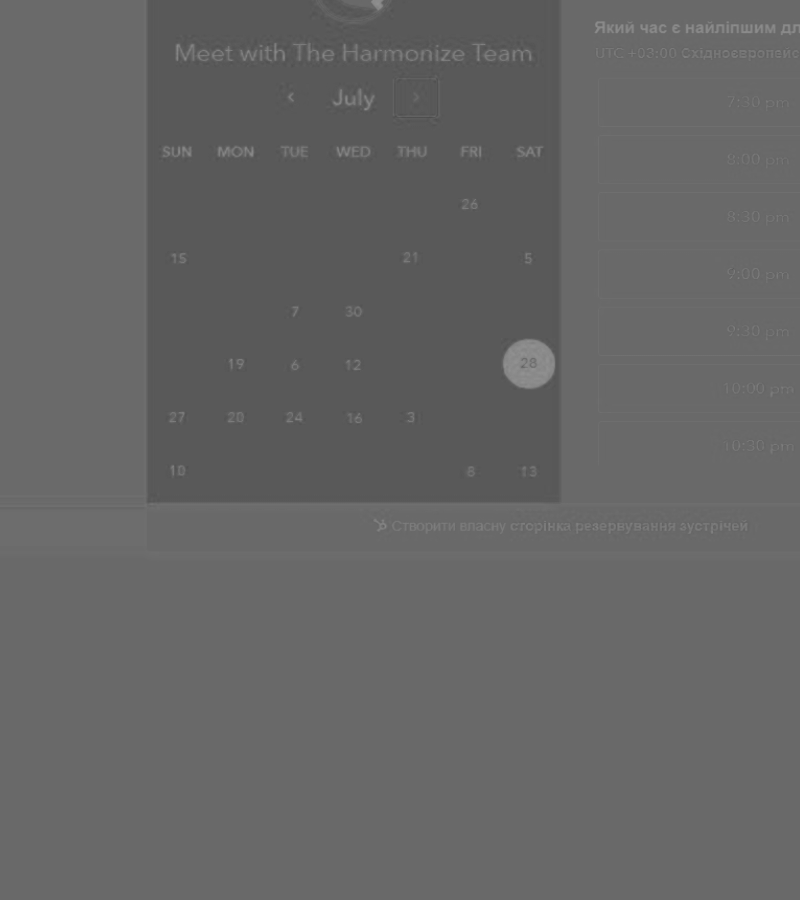 Який час є найліпшим дл
Meet with The Harmonize Team
UTC +03:00 Східноєвропейс
‹ July ›
SUN MON TUE WED THU FRI SAT
26
15 21 5
7 30
19 6 12 28
27 20 24 16 3
10 8 13
7:30 pm
8:00 pm
8:30 pm
9:00 pm
9:30 pm
10:00 pm
10:30 pm
Створити власну сторінка резервування зустрічей